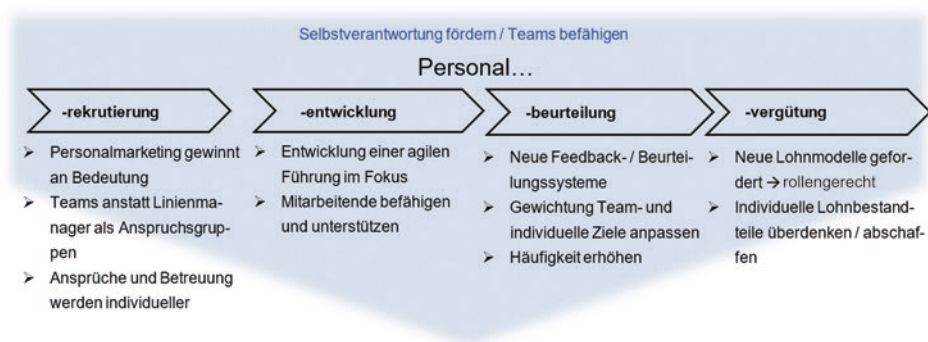 Selbstverantwortung fördern / Teams befähigen
Personal…
-rekrutierung
➢ Personalmarketing gewinnt
an Bedeutung
➢ Teams anstatt Linienma-
nager als Anspruchsgrup-
pen
➢ Ansprüche und Betreuung
werden individueller
-entwicklung
➢ Entwicklung einer agilen
Führung im Fokus
➢ Mitarbeitende befähigen
und unterstützen
-beurteilung
➢ Neue Feedback- / Beurtei-
lungssysteme
➢ Gewichtung Team- und
individuelle Ziele anpassen
➢ Häufigkeit erhöhen
-vergütung
➢ Neue Lohnmodelle gefor-
dert → rollengerecht
➢ Individuelle Lohnbestand-
teile überdenken / abschaf-
fen